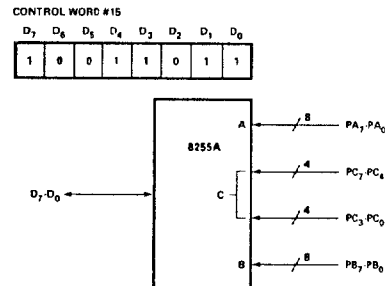 CONTROL WORD #15
D7 D6 D5 D4 D3 D2 D1 D0
1 0 0 1 1 0 1 1
8255A
A 8 PA7-PA0
4 PC7-PC4
C
D7-D0
4 PC3-PC0
B 8 PB7-PB0